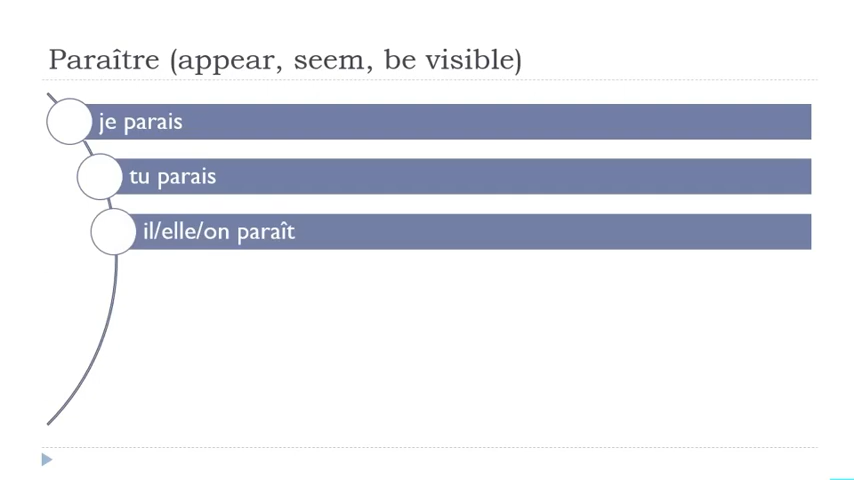 Paraître (appear, seem, be visible)
je parais
tu parais
il/elle/on paraît